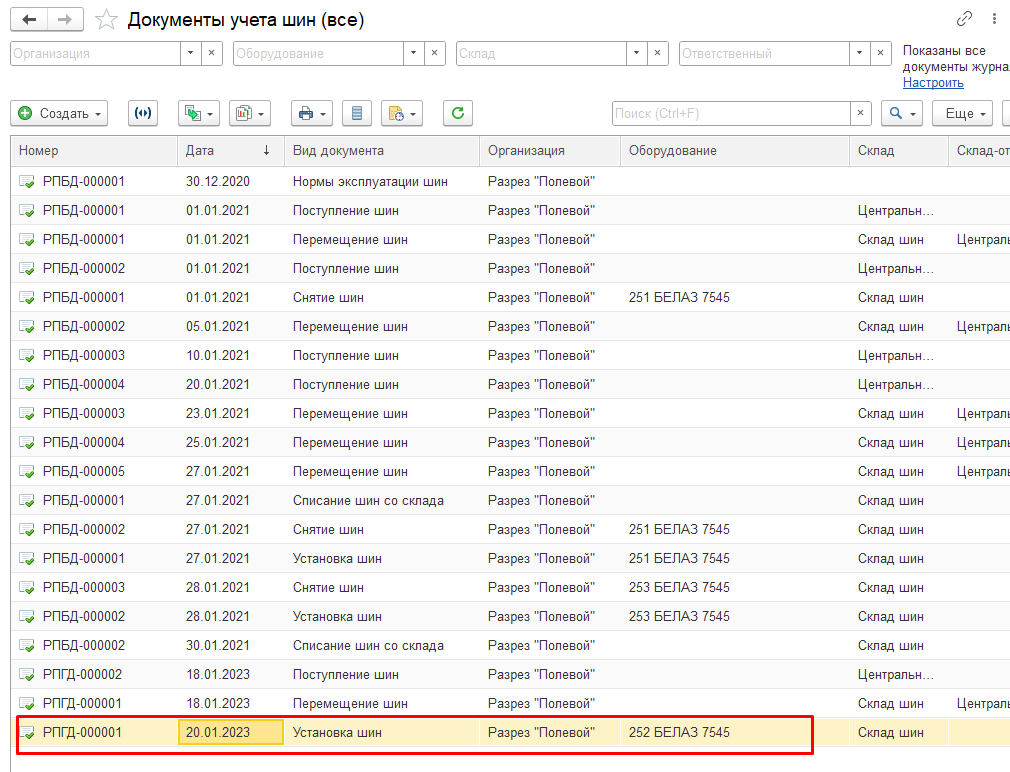 Документы учета шин (все)
Организация Оборудование Склад Ответственный Показаны все
документы журна
Настроить
Создать Поиск (Ctrl+F) Еще
Номер Дата ↓ Вид документа Организация Оборудование Склад Склад-от
РПБД-000001 30.12.2020 Нормы эксплуатации шин Разрез "Полевой"
РПБД-000001 01.01.2021 Поступление шин Разрез "Полевой" Центральн...
РПБД-000001 01.01.2021 Перемещение шин Разрез "Полевой" Склад шин Централь
РПБД-000002 01.01.2021 Поступление шин Разрез "Полевой" Центральн...
РПБД-000001 01.01.2021 Снятие шин Разрез "Полевой" 251 БЕЛАЗ 7545 Склад шин
РПБД-000002 05.01.2021 Перемещение шин Разрез "Полевой" Склад шин Централь
РПБД-000003 10.01.2021 Поступление шин Разрез "Полевой" Центральн...
РПБД-000004 20.01.2021 Поступление шин Разрез "Полевой" Центральн...
РПБД-000003 23.01.2021 Перемещение шин Разрез "Полевой" Склад шин Централь
РПБД-000004 25.01.2021 Перемещение шин Разрез "Полевой" Склад шин Централь
РПБД-000005 27.01.2021 Перемещение шин Разрез "Полевой" Склад шин Централь
РПБД-000001 27.01.2021 Списание шин со склада Разрез "Полевой" Склад шин
РПБД-000002 27.01.2021 Снятие шин Разрез "Полевой" 251 БЕЛАЗ 7545 Склад шин
РПБД-000001 27.01.2021 Установка шин Разрез "Полевой" 251 БЕЛАЗ 7545 Склад шин
РПБД-000003 28.01.2021 Снятие шин Разрез "Полевой" 253 БЕЛАЗ 7545 Склад шин
РПБД-000002 28.01.2021 Установка шин Разрез "Полевой" 253 БЕЛАЗ 7545 Склад шин
РПБД-000002 30.01.2021 Списание шин со склада Разрез "Полевой" Склад шин
РПГД-000002 18.01.2023 Поступление шин Разрез "Полевой" Центральн...
РПГД-000001 18.01.2023 Перемещение шин Разрез "Полевой" Склад шин Централь
РПГД-000001 20.01.2023 Установка шин Разрез "Полевой" 252 БЕЛАЗ 7545 Склад шин